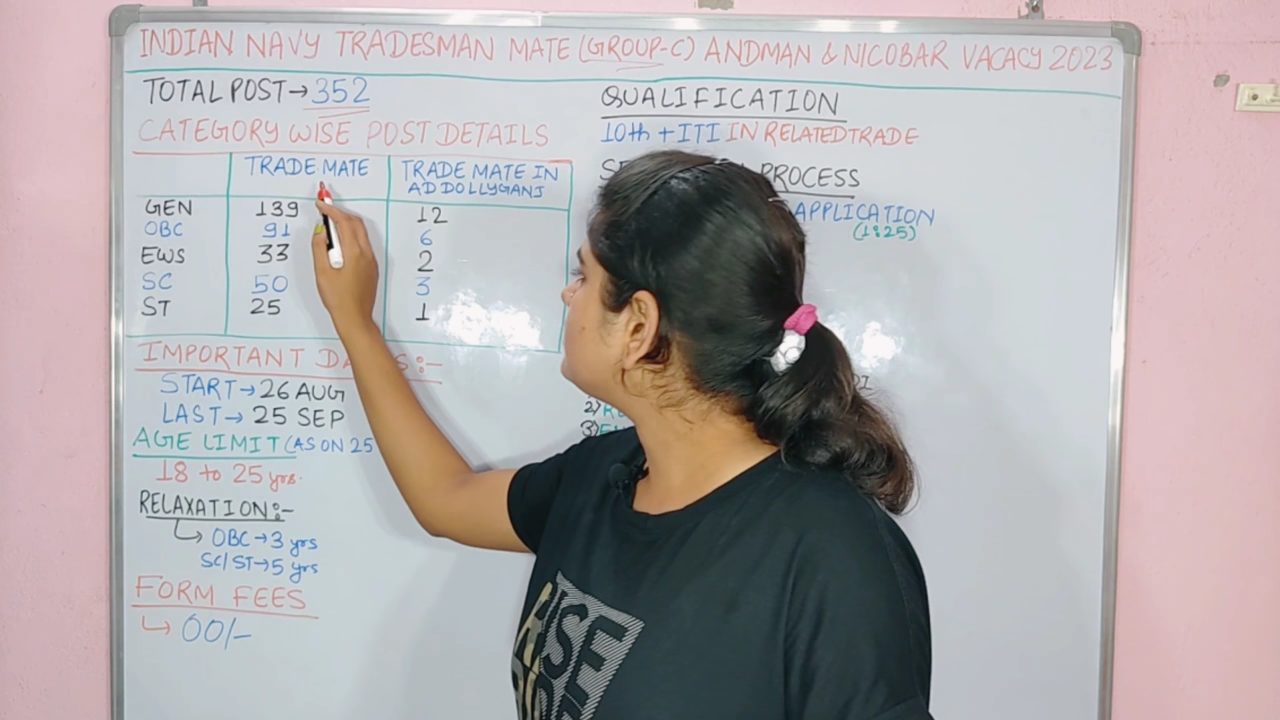 INDIAN NAVY TRADESMAN MATE (GROUP-C) ANDMAN & NICOBAR VACACY 2023
TOTAL POST→352
CATEGORY WISE POST DETAILS
TRADE MATE TRADE MATE IN AD DOLLYGANJ
GEN 139 12
OBC 91 6
EWS 33 2
SC 50 3
ST 25 1
IMPORTANT
START→26 AUG
LAST→25 SEP
AGE LIMIT (AS ON 25
18 to 25 yrs.
RELAXATION:-
OBC→3 yrs
SC/ST→5 yrs
FORM FEES
00/-
QUALIFICATION
10th + ITI IN RELATED TRADE
PROCESS
APPLICATION
(1:25)
2)
3)
RISE